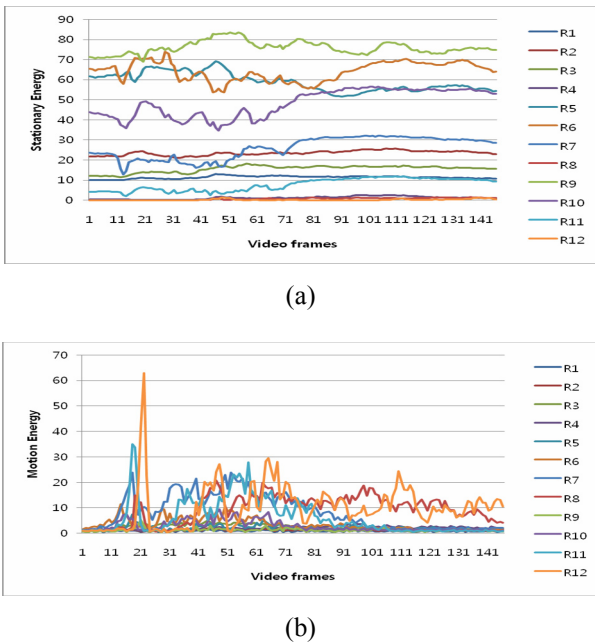 90
80
70
60
50
40
30
20
10
0
Stationary Energy
1 11 21 31 41 51 61 71 81 91 101 111 121 131 141
Video frames
R1
R2
R3
R4
R5
R6
R7
R8
R9
R10
R11
R12
(a)
70
60
50
40
30
20
10
0
Motion Energy
1 11 21 31 41 51 61 71 81 91 101 111 121 131 141
Video frames
R1
R2
R3
R4
R5
R6
R7
R8
R9
R10
R11
R12
(b)